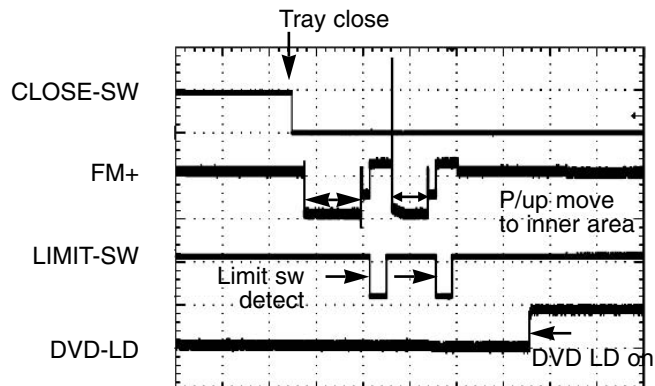 Tray close
CLOSE-SW
FM+
P/up move
to inner area
LIMIT-SW
Limit sw
detect
DVD-LD
DVD LD on